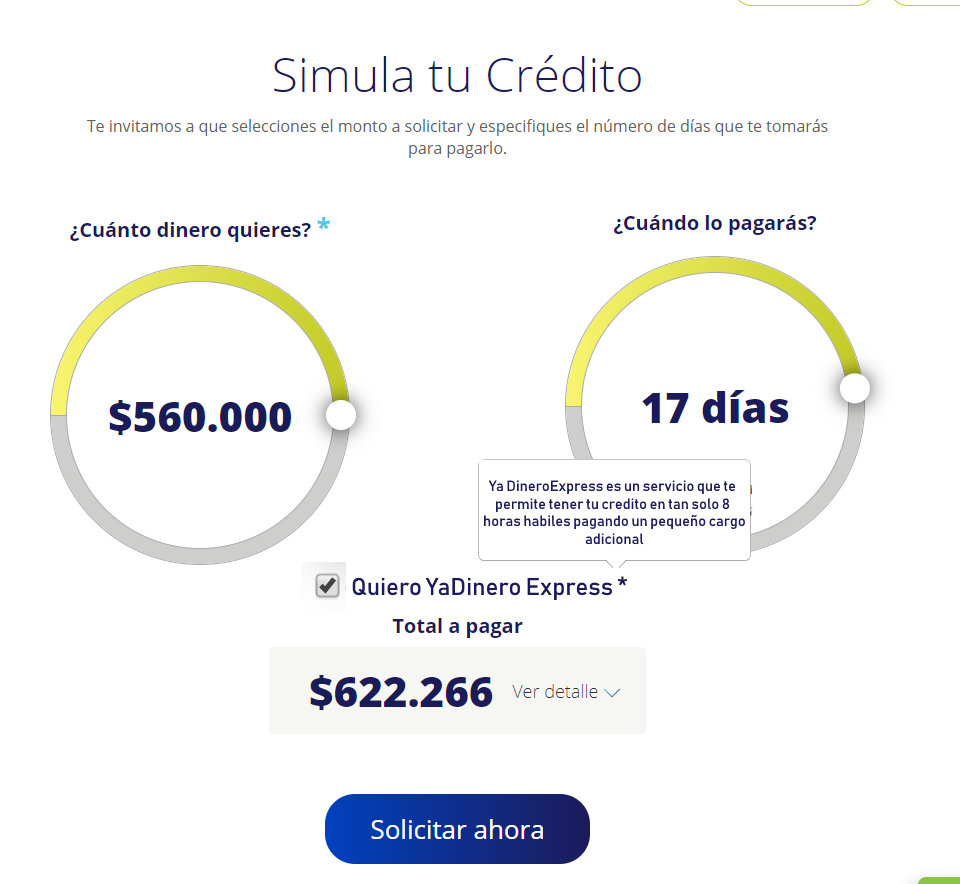 Simula tu Crédito
Te invitamos a que selecciones el monto a solicitar y especifiques el número de días que te tomarás
para pagarlo.
¿Cuánto dinero quieres? *
¿Cuándo lo pagarás?
$560.000
17 días
Ya DineroExpress es un servicio que te
permite tener tu credito en tan solo 8
horas habiles pagando un pequeño cargo
adicional
Quiero YaDinero Express *
Total a pagar
$622.266 Ver detalle
Solicitar ahora